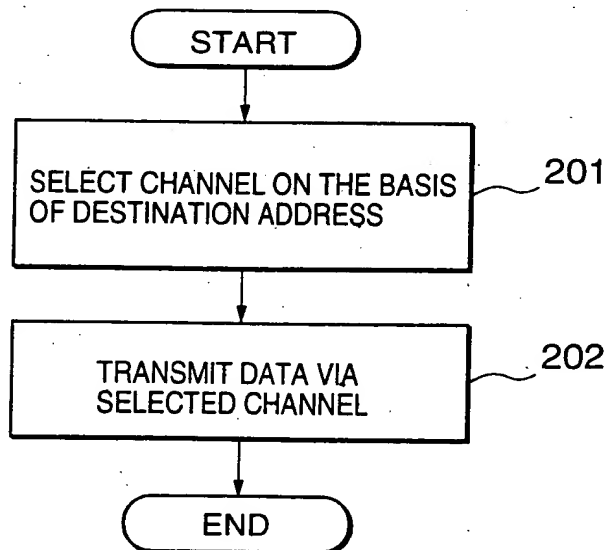 START
SELECT CHANNEL ON THE BASIS
OF DESTINATION ADDRESS
201
TRANSMIT DATA VIA
SELECTED CHANNEL
202
END